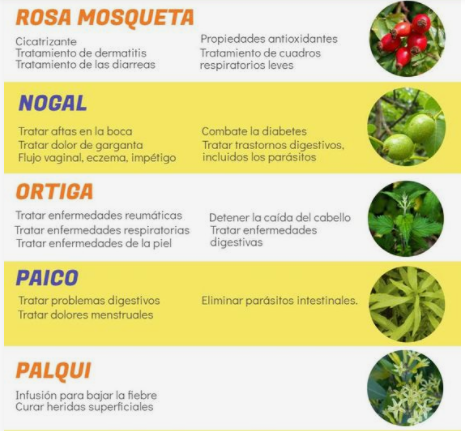 ROSA MOSQUETA
Cicatrizante
Tratamiento de dermatitis
Tratamiento de las diarreas
Propiedades antioxidantes
Tratamiento de cuadros
respiratorios leves
NOGAL
Tratar aftas en la boca
Tratar dolor de garganta
Flujo vaginal, eczema, impétigo
Combate la diabetes
Tratar trastornos digestivos,
incluidos los parásitos
ORTIGA
Tratar enfermedades reumáticas
Tratar enfermedades respiratorias
Tratar enfermedades de la piel
Detener la caída del cabello
Tratar enfermedades
digestivas
PAICO
Tratar problemas digestivos
Tratar dolores menstruales
Eliminar parásitos intestinales.
PALQUI
Infusión para bajar la fiebre
Curar heridas superficiales